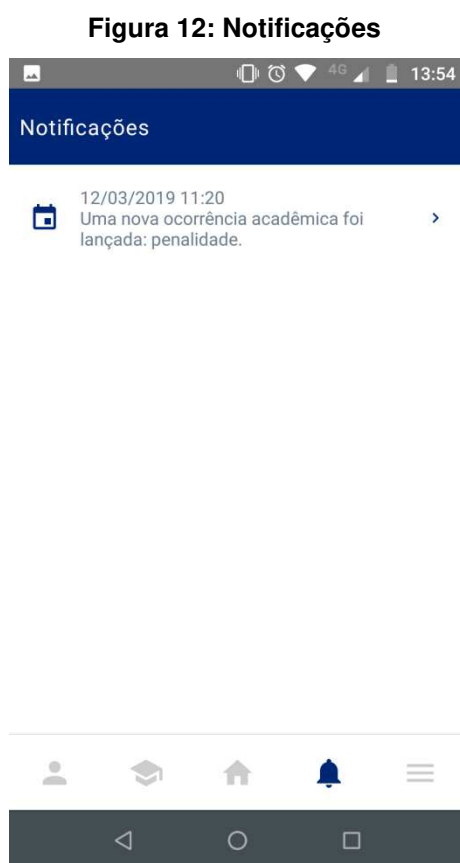 Figura 12: Notificações
4G 13:54
Notificações
12/03/2019 11:20
Uma nova ocorrência acadêmica foi
lançada: penalidade.